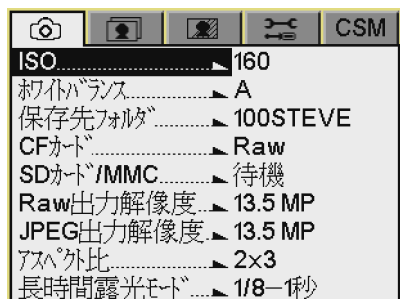 CSM
ISO........................ 160
ﾎﾜｲﾄﾊﾞﾗﾝｽ............... A
保存先ﾌｫﾙﾀﾞ............ 100STEVE
CFｶｰﾄﾞ.................. Raw
SDｶｰﾄﾞ/MMC........... 待機
Raw出力解像度... 13.5 MP
JPEG出力解像度. 13.5 MP
ｱｽﾍﾟｸﾄ比............... 2×3
長時間露光ﾓｰﾄﾞ..... 1/8−1秒